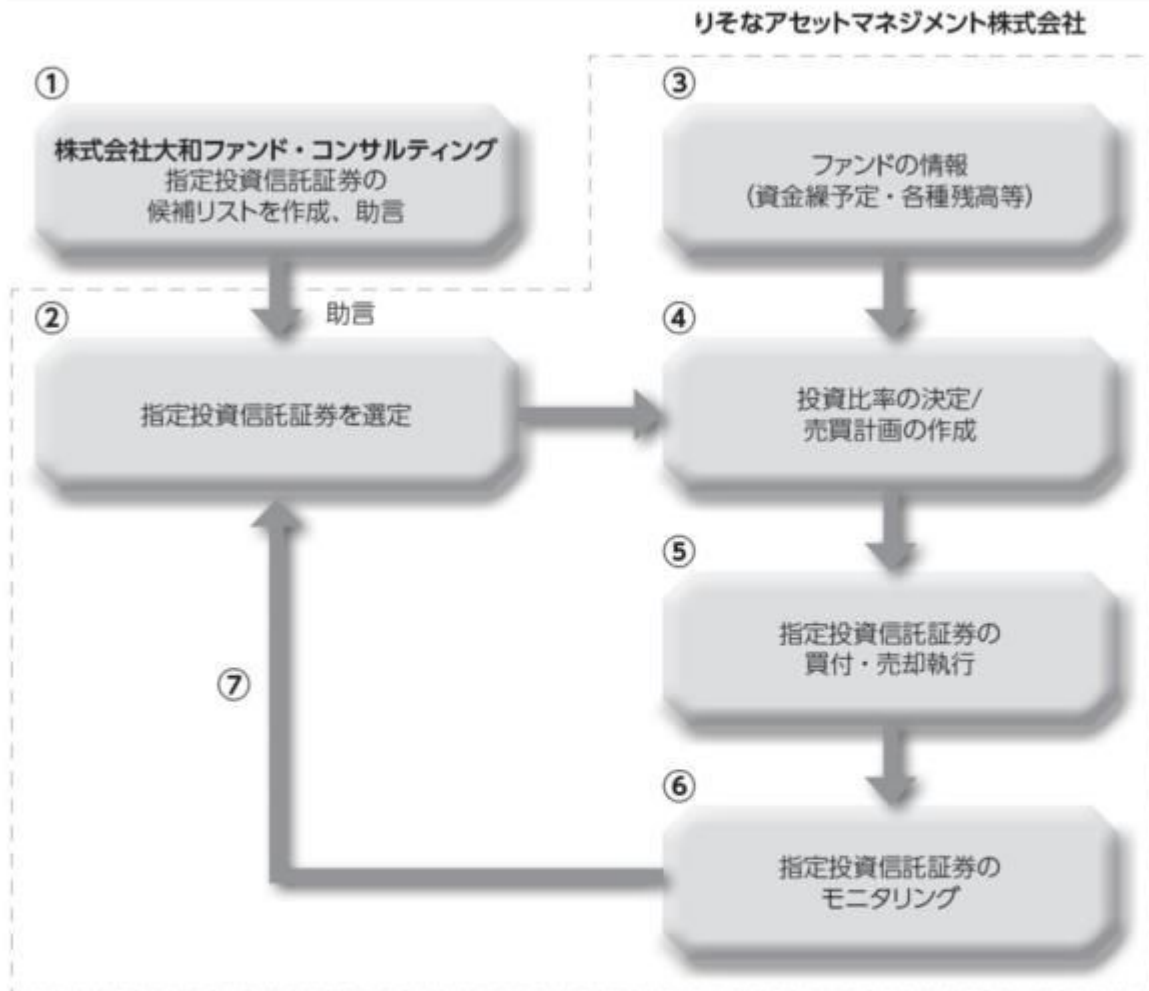 りそなアセットマネジメント株式会社
①
株式会社大和ファンド・コンサルティング
指定投資信託証券の
候補リストを作成、助言
助言
②
指定投資信託証券を選定
③
ファンドの情報
(資金繰予定・各種残高等)
④
投資比率の決定/
売買計画の作成
⑤
指定投資信託証券の
買付・売却執行
⑥
指定投資信託証券の
モニタリング
⑦